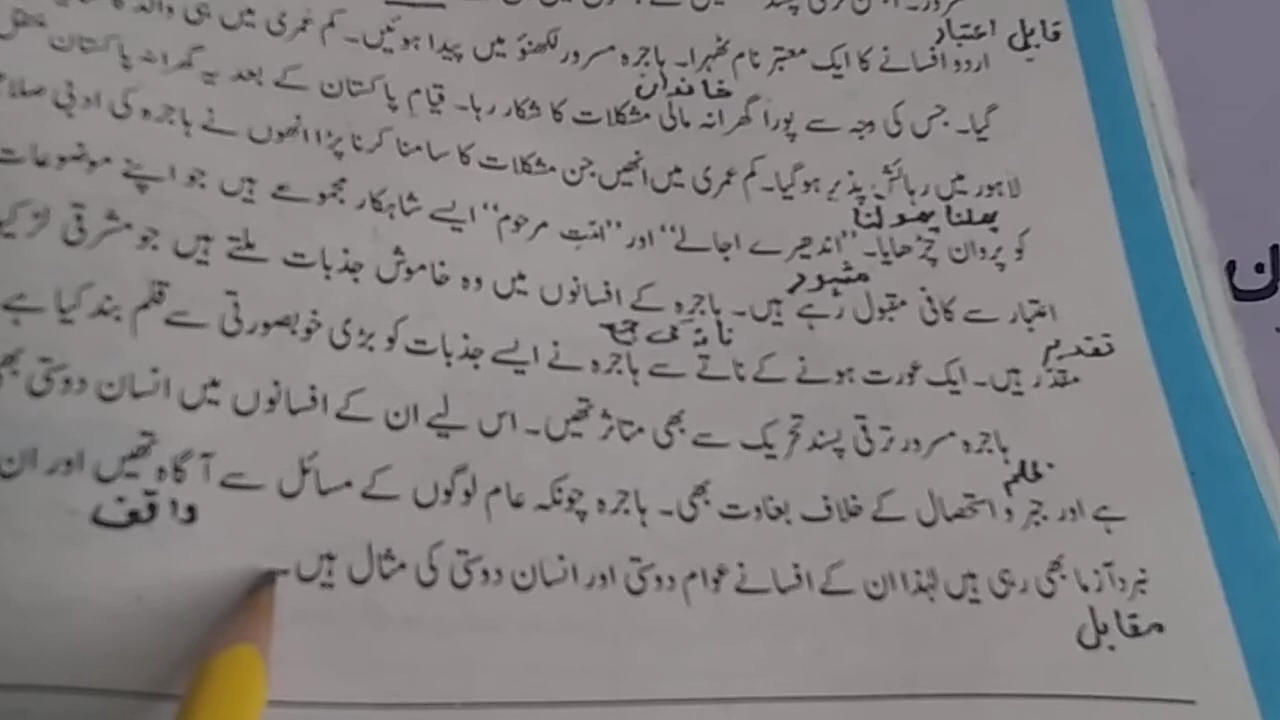 قابل اعتبار
اردو افسانے کا ایک معتبر نام ٹھہرا۔ ہاجرہ مسرور لکھنؤ میں پیدا ہوئیں۔ کم عمری میں ہی والد کا
خاندان
گیا۔ جس کی وجہ سے پورا گھرانہ مالی مشکلات کا شکار رہا۔ قیام پاکستان کے بعد یہ گھرانہ پاکستان
لاہور میں رہائش پذیر ہو گیا۔ کم عمری میں انھیں جن مشکلات کا سامنا کرنا پڑا انھوں نے ہاجرہ کی ادبی
پھلنا پھولنا
کو پروان چڑھایا۔ ”اندھیرے اجالے“ اور ”امّتِ مرحوم“ ایسے شاہکار مجموعے ہیں جو اپنے موضوعات
مشہور
اعتبار سے کافی مقبول رہے ہیں۔ ہاجرہ کے افسانوں میں وہ خاموش جذبات ملتے ہیں جو مشرقی
تقدیر
مقدّر ہیں۔ ایک عورت ہونے کے ناتے سے ہاجرہ نے ایسے جذبات کو بڑی خوبصورتی سے قلم بند کیا ہے
ہاجرہ مسرور ترقی پسند تحریک سے بھی متاثر تھیں۔ اس لیے ان کے افسانوں میں انسان دوستی
ظلم
ہے اور جبر و استحصال کے خلاف بغاوت بھی۔ ہاجرہ چونکہ عام لوگوں کے مسائل سے آگاہ تھیں اور ان
واقف
نبرد آزما بھی رہی ہیں لہٰذا ان کے افسانے عوام دوستی اور انسان دوستی کی مثال ہیں۔
مقابل